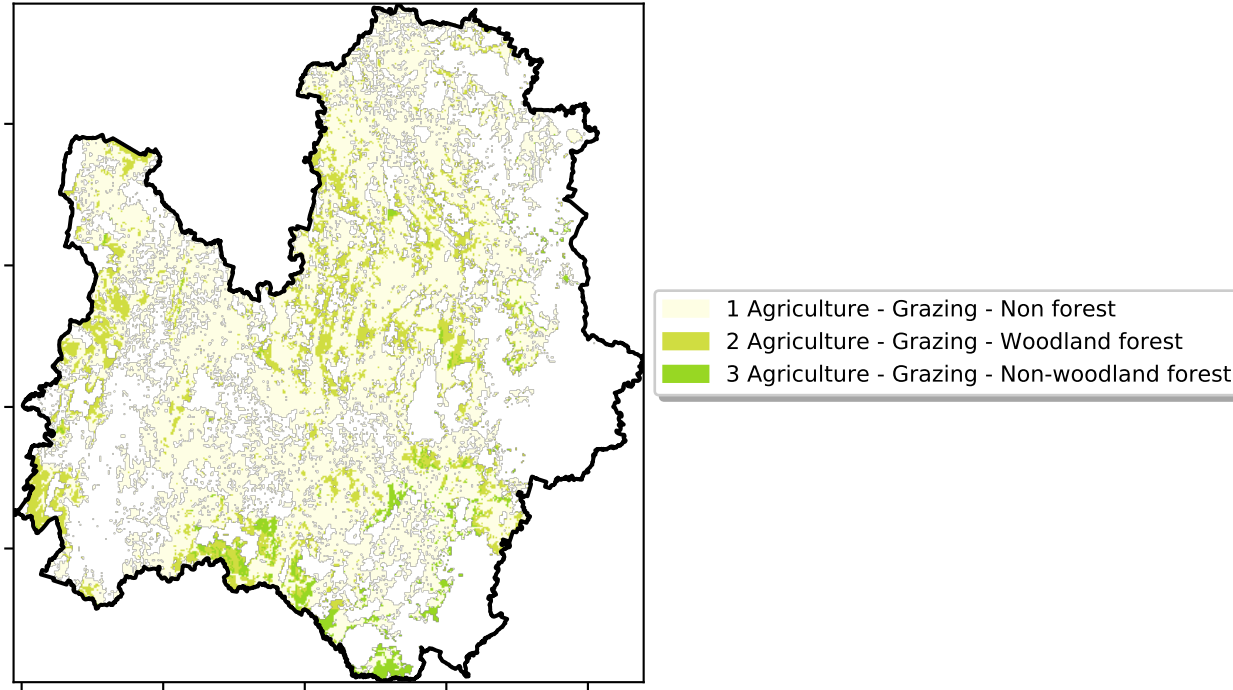 1 Agriculture - Grazing - Non forest
2 Agriculture - Grazing - Woodland forest
3 Agriculture - Grazing - Non-woodland forest